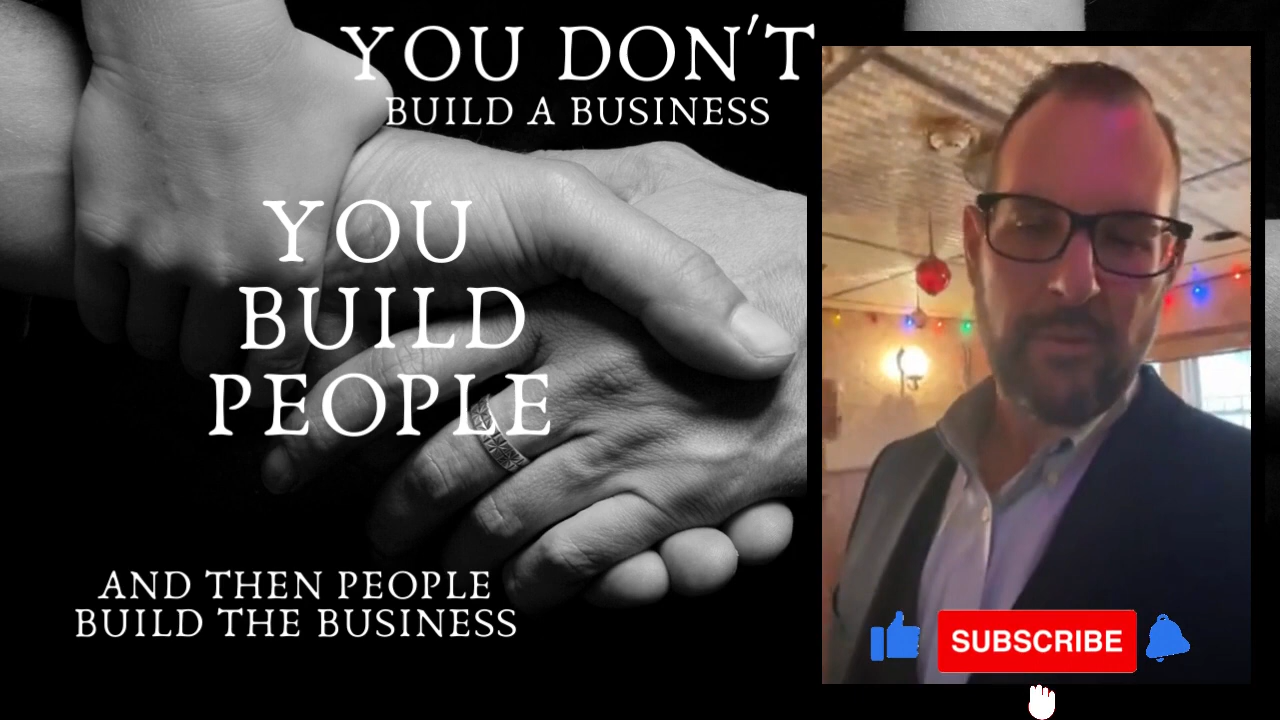 YOU DON'T
BUILD A BUSINESS
YOU
BUILD
PEOPLE
AND THEN PEOPLE
BUILD THE BUSINESS
SUBSCRIBE